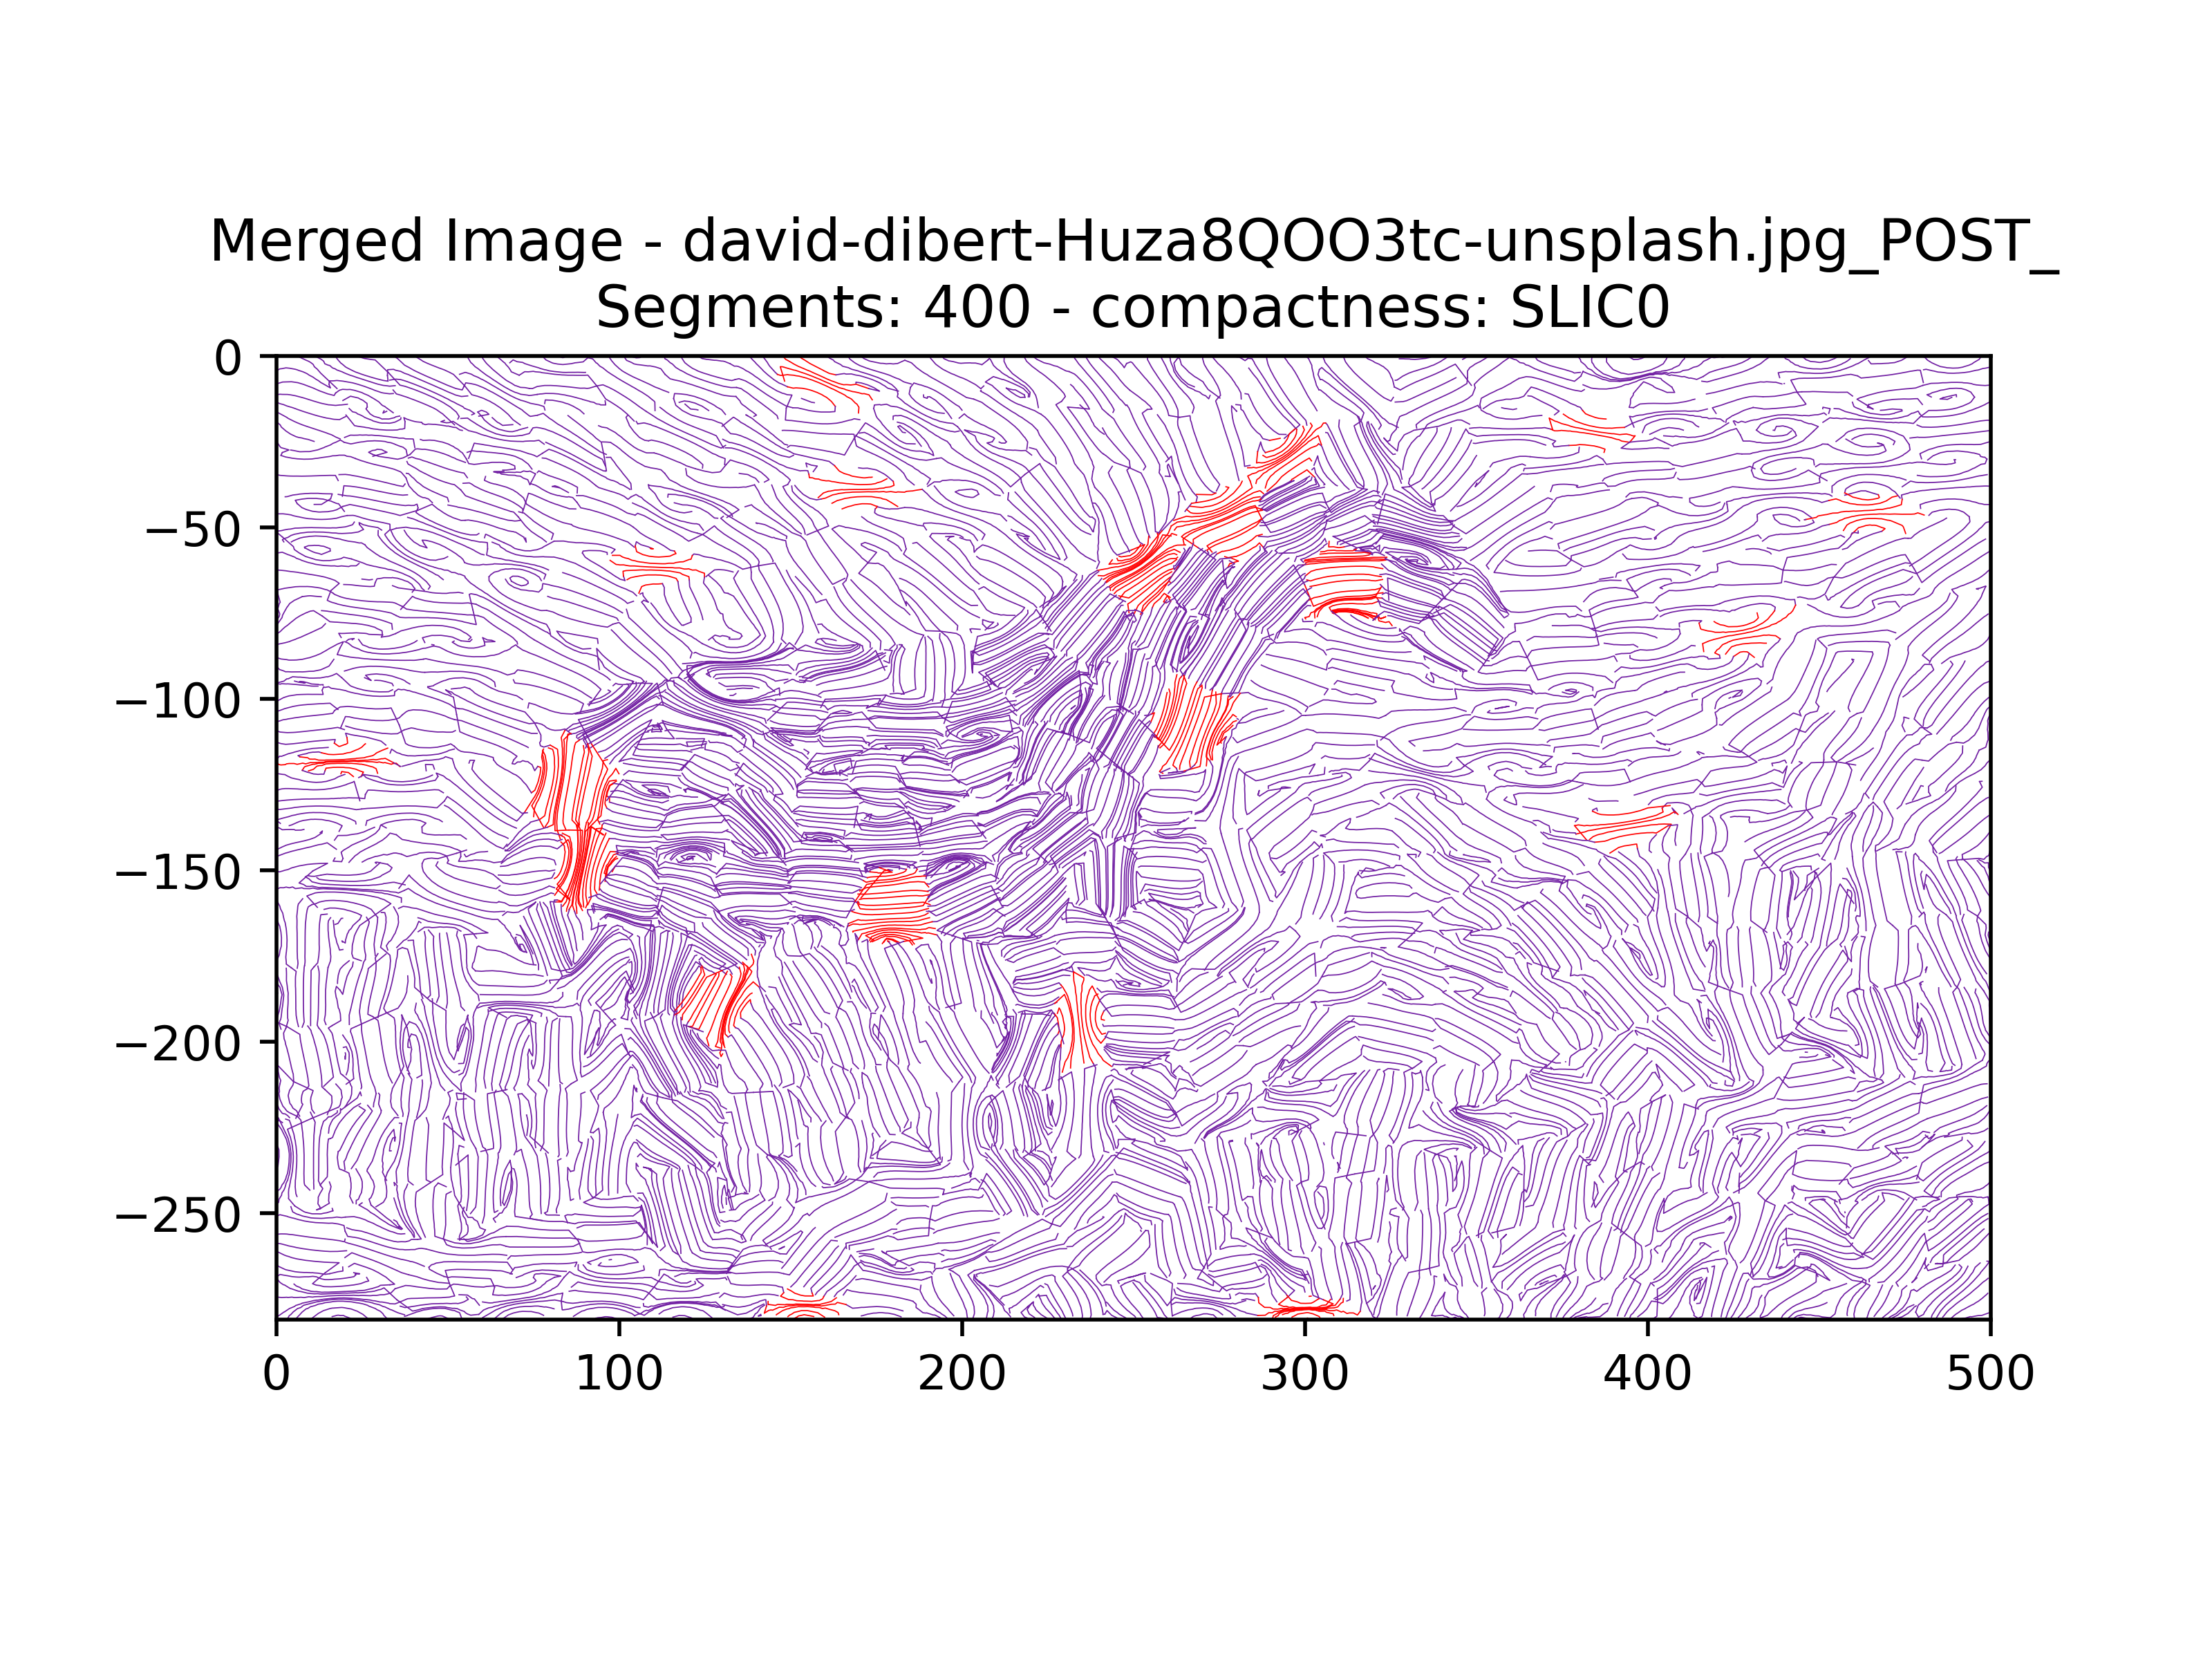 Merged Image - david-dibert-Huza8QOO3tc-unsplash.jpg_POST_
Segments: 400 - compactness: SLIC0
0
−50
−100
−150
−200
−250
0 100 200 300 400 500